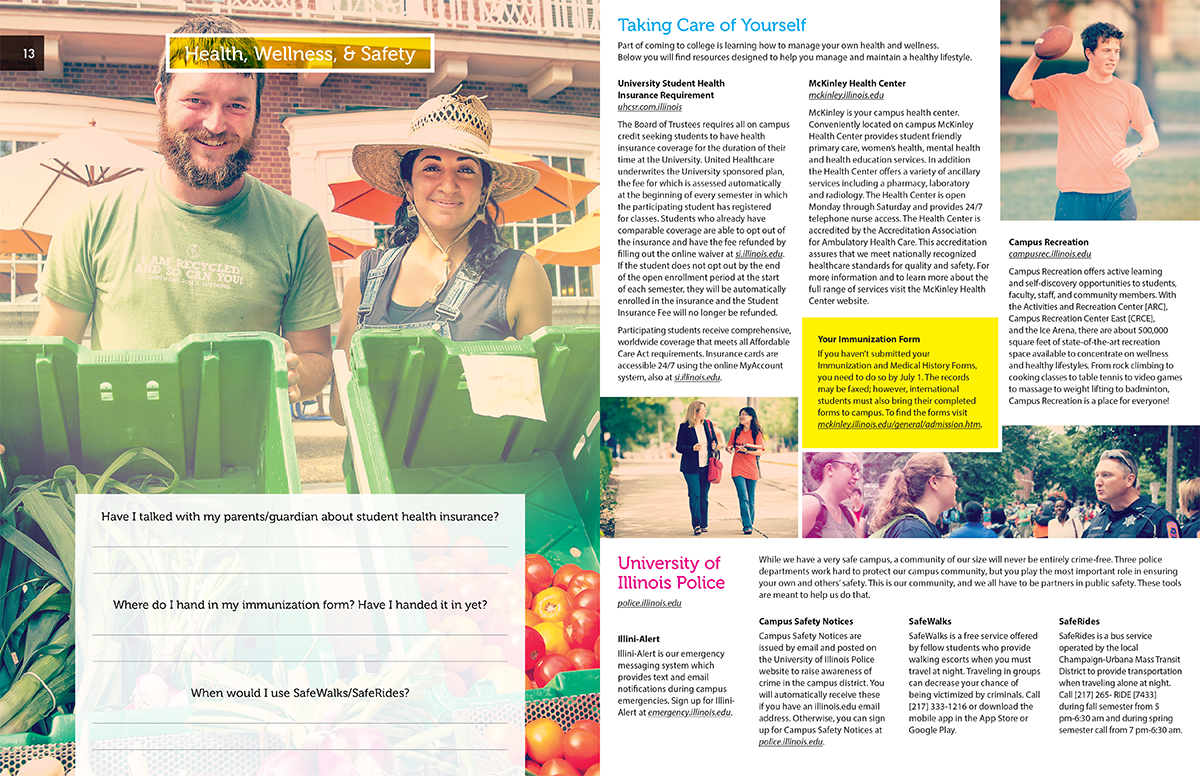 13
Health, Wellness, & Safety
I AM RECYCLED
AND SO CAN YOU!
Have I talked with my parents/guardian about student health insurance?
Where do I hand in my immunization form? Have I handed it in yet?
When would I use SafeWalks/SafeRides?
Taking Care of Yourself
Part of coming to college is learning how to manage your own health and wellness.
Below you will find resources designed to help you manage and maintain a healthy lifestyle.
University Student Health
Insurance Requirement
uhcsr.com.illinois
The Board of Trustees requires all on campus
credit seeking students to have health
insurance coverage for the duration of their
time at the University. United Healthcare
underwrites the University sponsored plan,
the fee for which is assessed automatically
at the beginning of every semester in which
the participating student has registered
for classes. Students who already have
comparable coverage are able to opt out of
the insurance and have the fee refunded by
filling out the online waiver at si.illinois.edu.
If the student does not opt out by the end
of the open enrollment period at the start
of each semester, they will be automatically
enrolled in the insurance and the Student
Insurance Fee will no longer be refunded.
Participating students receive comprehensive,
worldwide coverage that meets all Affordable
Care Act requirements. Insurance cards are
accessible 24/7 using the online MyAccount
system, also at si.illinois.edu.
McKinley Health Center
mckinley.illinois.edu
McKinley is your campus health center.
Conveniently located on campus McKinley
Health Center provides student friendly
primary care, women's health, mental health
and health education services. In addition
the Health Center offers a variety of ancillary
services including a pharmacy, laboratory
and radiology. The Health Center is open
Monday through Saturday and provides 24/7
telephone nurse access. The Health Center is
accredited by the Accreditation Association
for Ambulatory Health Care. This accreditation
assures that we meet nationally recognized
healthcare standards for quality and safety. For
more information and to learn more about the
full range of services visit the McKinley Health
Center website.
Your Immunization Form
If you haven't submitted your
Immunization and Medical History Forms,
you need to do so by July 1. The records
may be faxed; however, international
students must also bring their completed
forms to campus. To find the forms visit
mckinley.illinois.edu/general/admission.htm.
Campus Recreation
campusrec.illinois.edu
Campus Recreation offers active learning
and self-discovery opportunities to students,
faculty, staff, and community members. With
the Activities and Recreation Center [ARC],
Campus Recreation Center East [CRCE],
and the Ice Arena, there are about 500,000
square feet of state-of-the-art recreation
space available to concentrate on wellness
and healthy lifestyles. From rock climbing to
cooking classes to table tennis to video games
to massage to weight lifting to badminton,
Campus Recreation is a place for everyone!
University of
Illinois Police
police.illinois.edu
While we have a very safe campus, a community of our size will never be entirely crime-free. Three police
departments work hard to protect our campus community, but you play the most important role in ensuring
your own and others' safety. This is our community, and we all have to be partners in public safety. These tools
are meant to help us do that.
Illini-Alert
Illini-Alert is our emergency
messaging system which
provides text and email
notifications during campus
emergencies. Sign up for Illini-
Alert at emergency.illinois.edu.
Campus Safety Notices
Campus Safety Notices are
issued by email and posted on
the University of Illinois Police
website to raise awareness of
crime in the campus district. You
will automatically receive these
if you have an illinois.edu email
address. Otherwise, you can sign
up for Campus Safety Notices at
police.illinois.edu.
SafeWalks
SafeWalks is a free service offered
by fellow students who provide
walking escorts when you must
travel at night. Traveling in groups
can decrease your chance of
being victimized by criminals. Call
[217] 333-1216 or download the
mobile app in the App Store or
Google Play.
SafeRides
SafeRides is a bus service
operated by the local
Champaign-Urbana Mass Transit
District to provide transportation
when traveling alone at night.
Call [217] 265- RIDE [7433]
during fall semester from 5
pm-6:30 am and during spring
semester call from 7 pm-6:30 am.